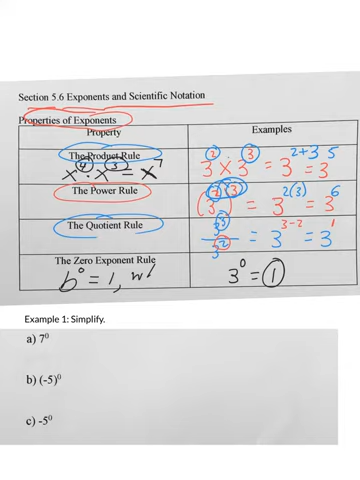 Section 5.6 Exponents and Scientific Notation
Properties of Exponents
Property Examples
The Product Rule 3² × 3³ = 3²⁺³ = 3⁵
x⁴ · x³ = x⁷
The Power Rule (3²)⁽³⁾ = 3²⁽³⁾ = 3⁶
The Quotient Rule 3³/3² = 3³⁻² = 3¹
The Zero Exponent Rule
b⁰ = 1, w 3⁰ = 1
Example 1: Simplify.
a) 7⁰
b) (-5)⁰
c) -5⁰